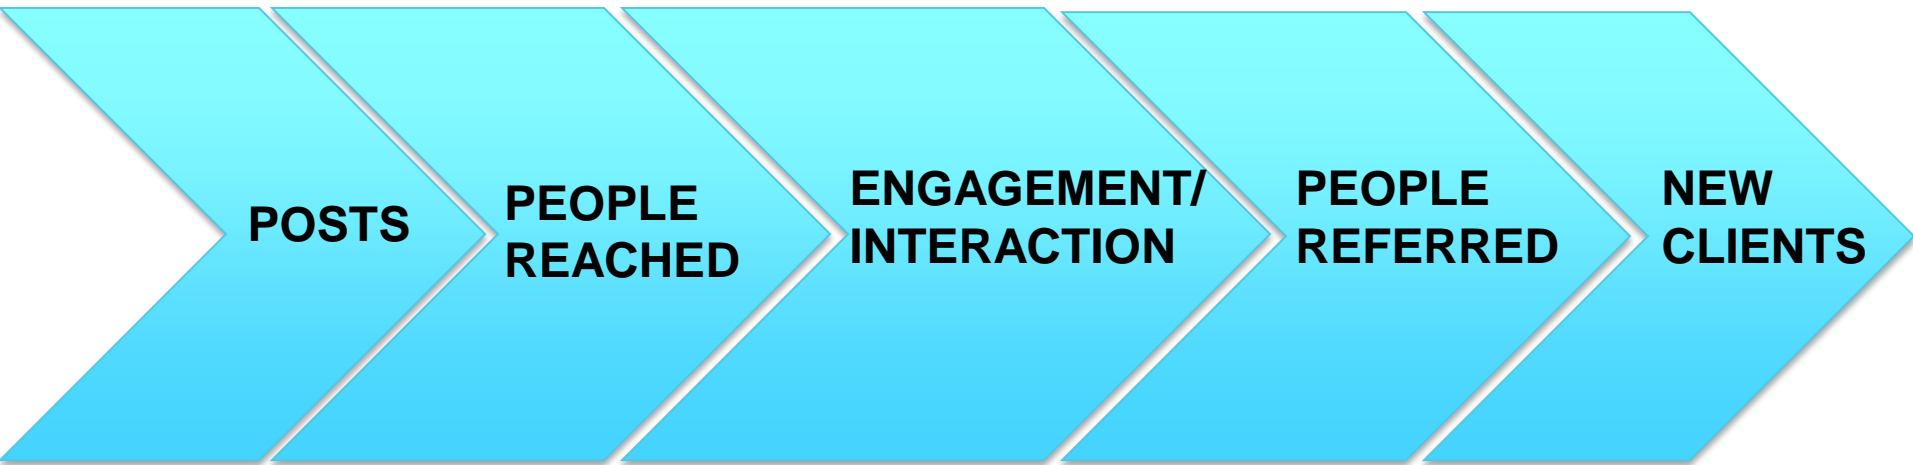 POSTS
PEOPLE
REACHED
ENGAGEMENT/
INTERACTION
PEOPLE
REFERRED
NEW
CLIENTS